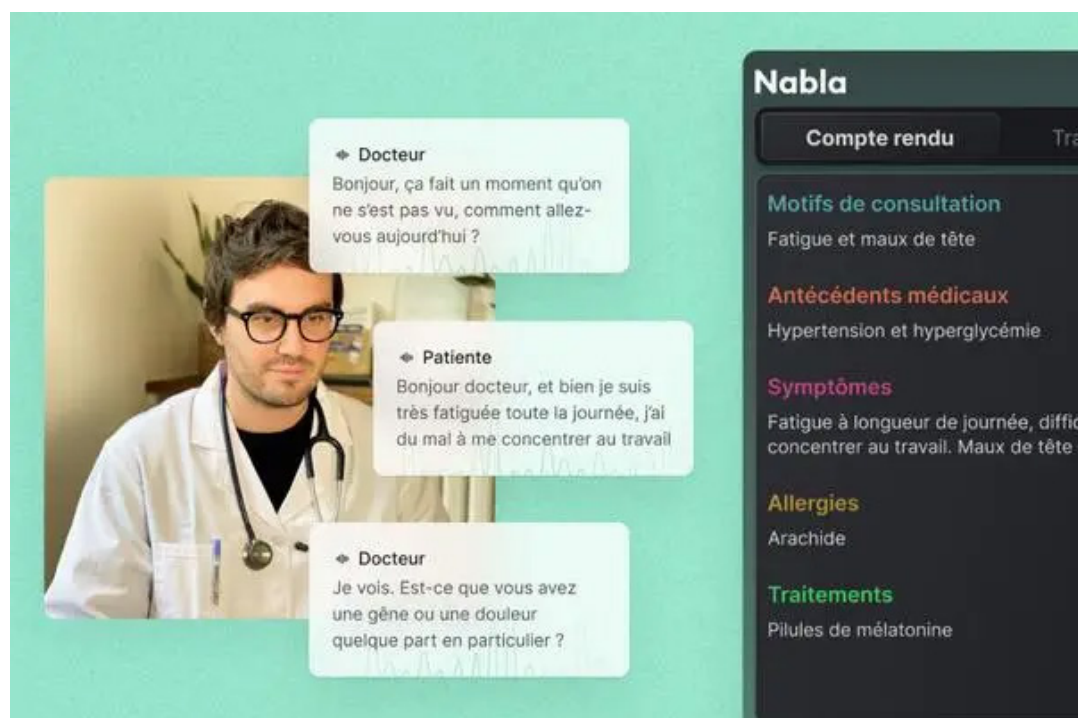 Docteur
Bonjour, ça fait un moment qu'on
ne s'est pas vu, comment allez-
vous aujourd'hui ?
Patiente
Bonjour docteur, et bien je suis
très fatiguée toute la journée, j'ai
du mal à me concentrer au travail
Docteur
Je vois. Est-ce que vous avez
une gêne ou une douleur
quelque part en particulier ?
Nabla
Compte rendu
Motifs de consultation
Fatigue et maux de tête
Antécédents médicaux
Hypertension et hyperglycémie
Symptômes
Fatigue à longueur de journée,
concentrer au travail. Maux de tête
Allergies
Arachide
Traitements
Pilules de mélatonine